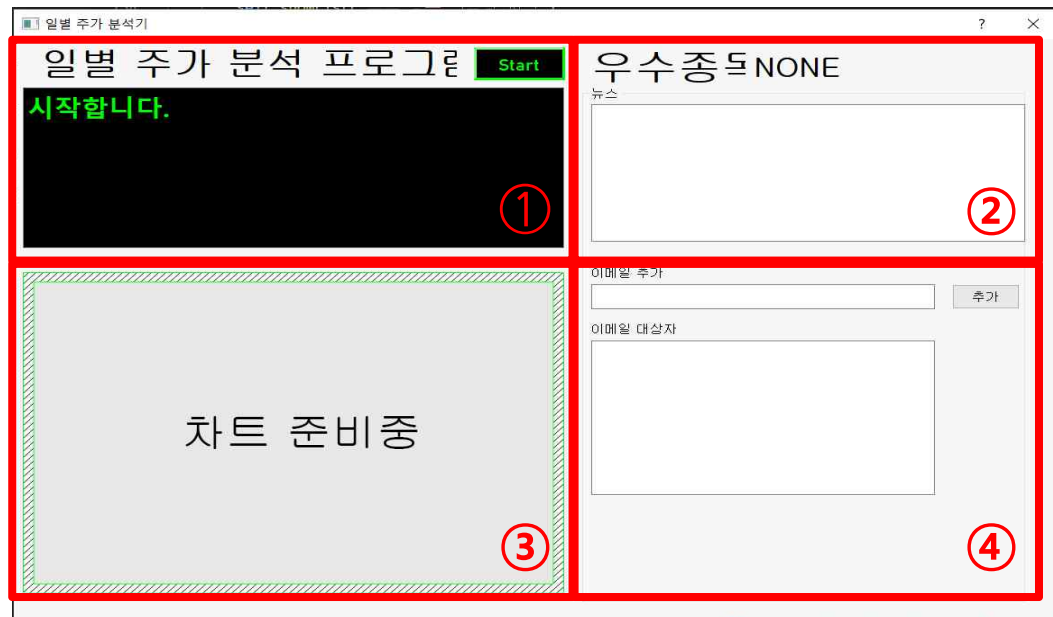 일별 주가 분석기
?
일별 주가 분석 프로그
Start
시작합니다.
①
우수종
NONE
뉴스
②
차트 준비중
③
이메일 추가
추가
이메일 대상자
④